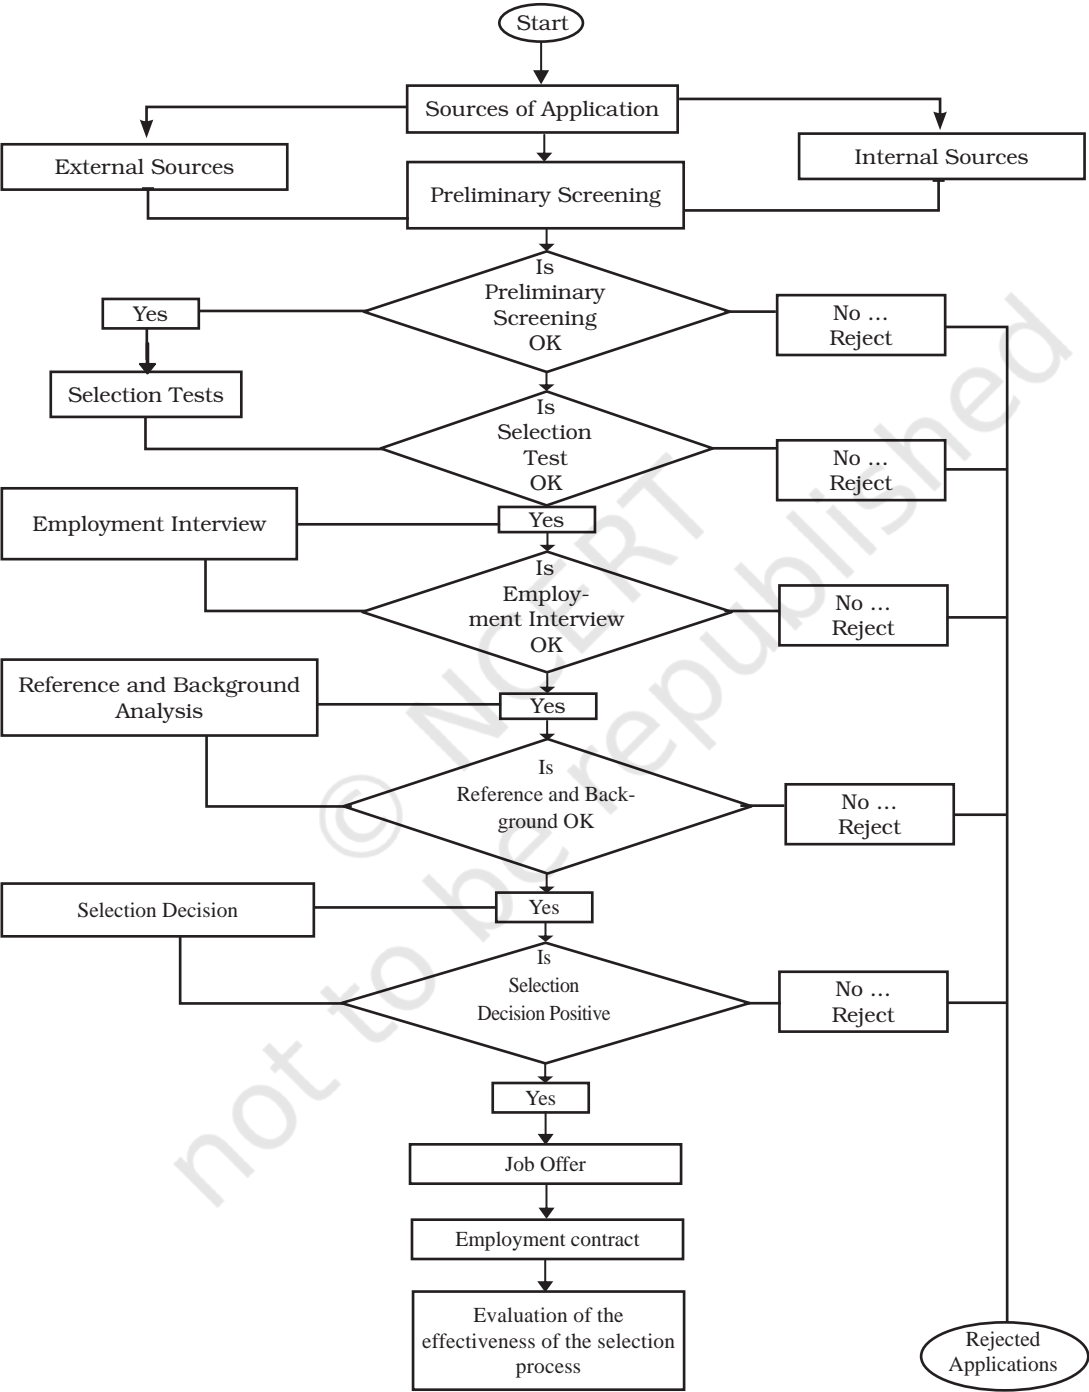 Start
Sources of Application
External Sources
Internal Sources
Preliminary Screening
Is
Preliminary
Screening
OK
Yes
No ...
Reject
Selection Tests
Is
Selection
Test
OK
No ...
Reject
Employment Interview
Yes
Is
Employ-
ment Interview
OK
No ...
Reject
Reference and Background
Analysis
Yes
Is
Reference and Back-
ground OK
No ...
Reject
Selection Decision
Yes
Is
Selection
Decision Positive
No ...
Reject
Yes
Job Offer
Employment contract
Evaluation of the
effectiveness of the selection
process
Rejected
Applications
© NCERT
not to be republished